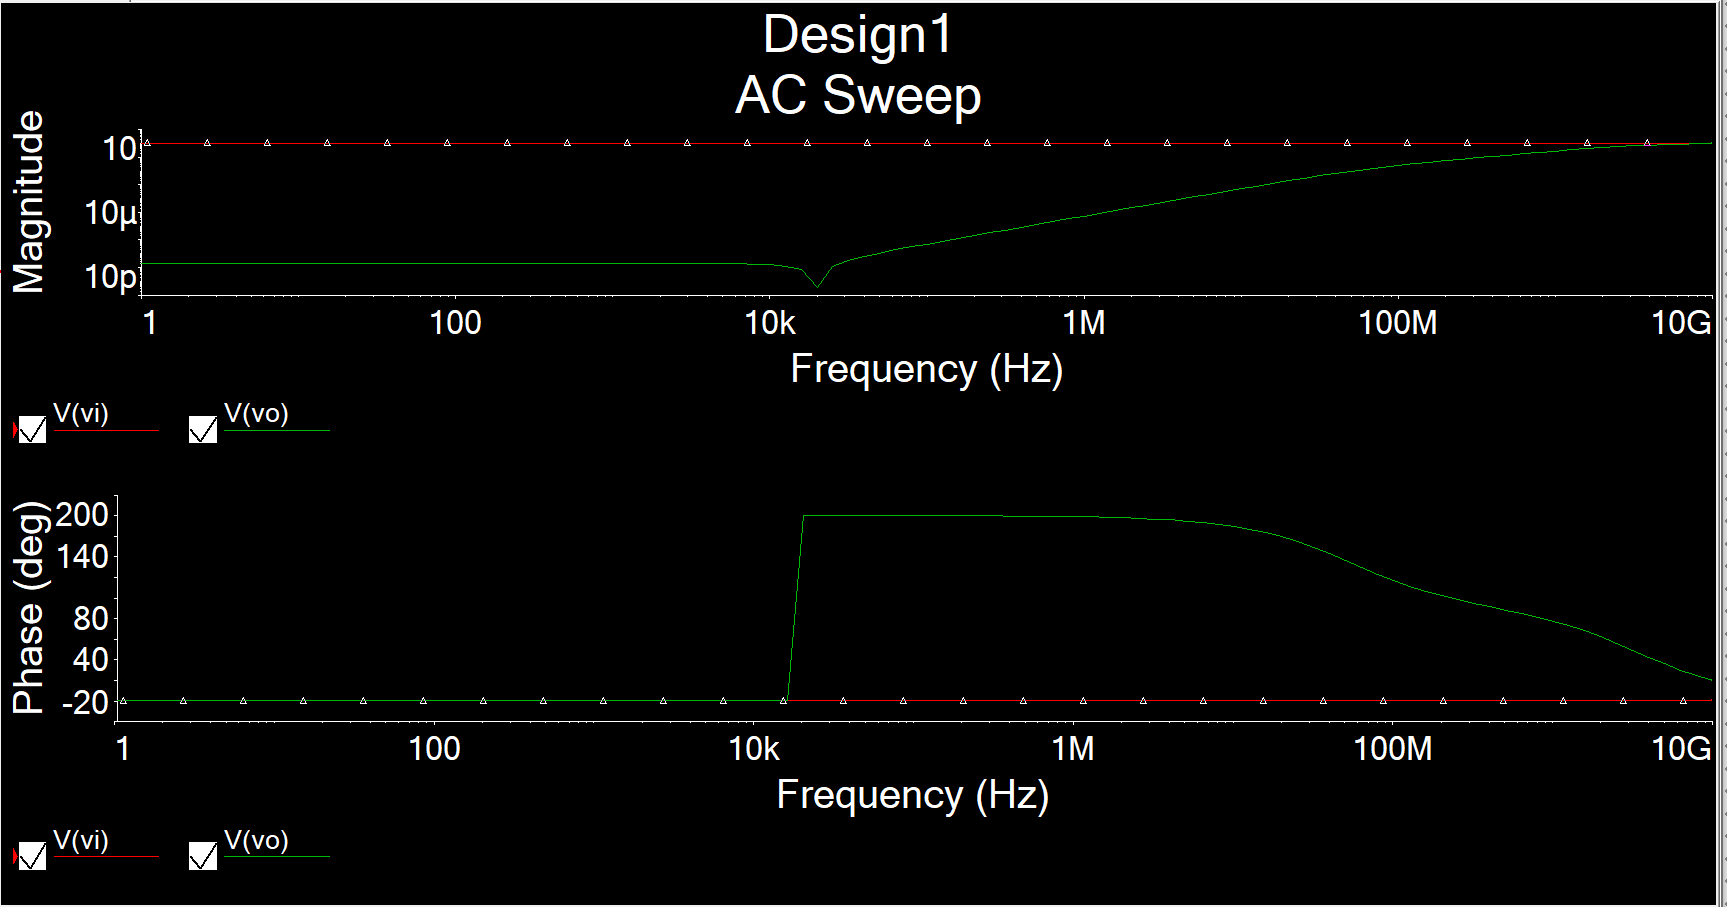 Design1
AC Sweep
Magnitude
10
10µ
10p
1 100 10k 1M 100M 10G
Frequency (Hz)
V(vi) V(vo)
Phase (deg)
200
140
80
40
-20
1 100 10k 1M 100M 10G
Frequency (Hz)
V(vi) V(vo)